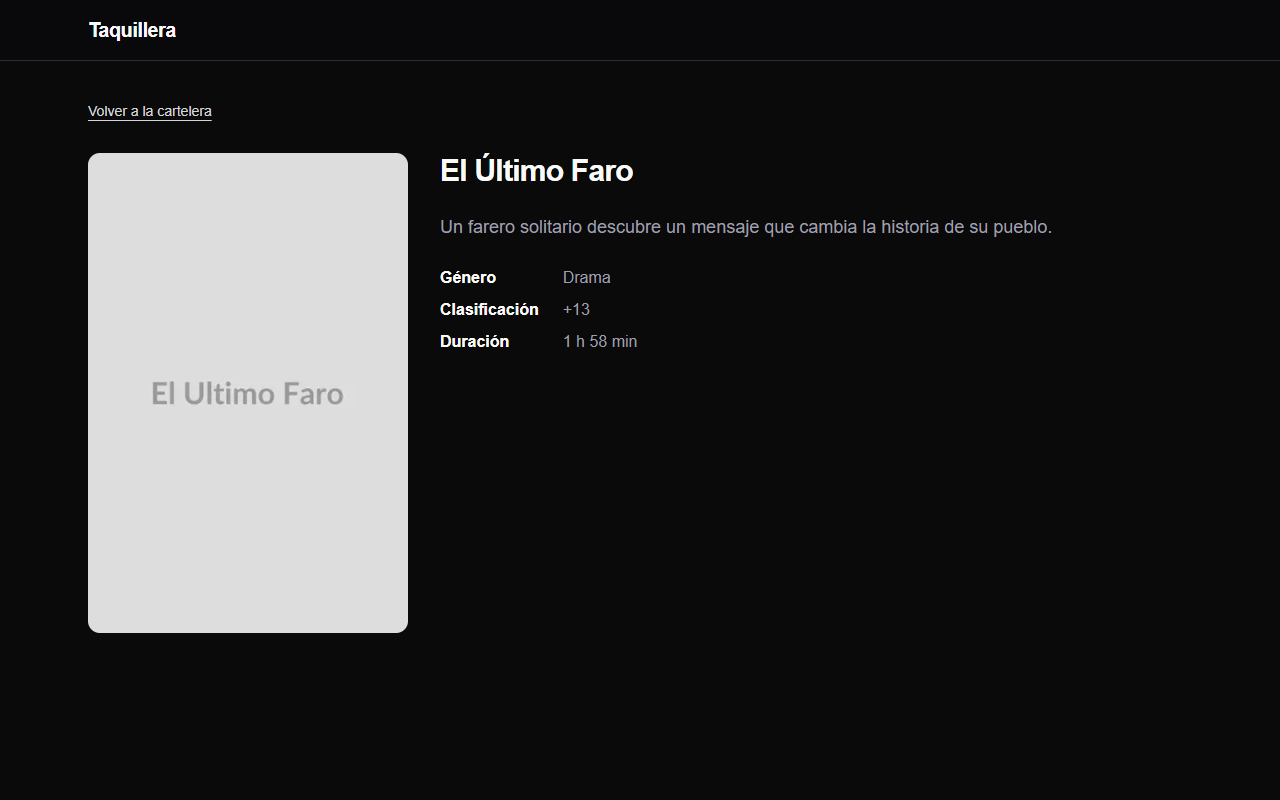 Taquillera
Volver a la cartelera
El Último Faro
Un farero solitario descubre un mensaje que cambia la historia de su pueblo.
Género Drama
Clasificación +13
Duración 1 h 58 min
El Ultimo Faro